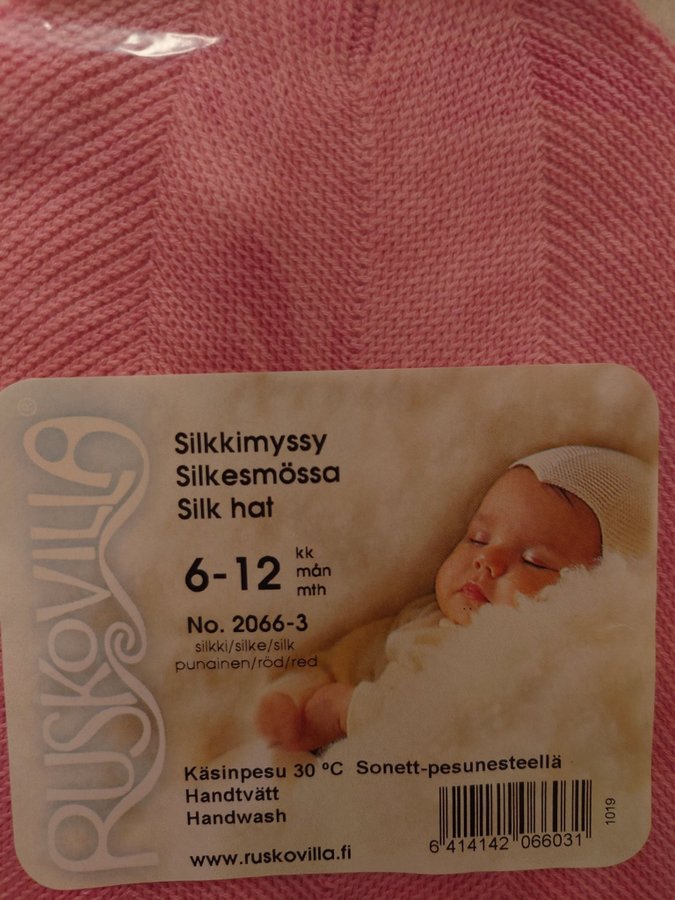 RUSKOVILLA
®
Silkkimyssy
Silkesmössa
Silk hat
6-12
kk
mån
mth
No. 2066-3
silkki/silke/silk
punainen/röd/red
Käsinpesu 30 ºC Sonett-pesunesteellä
Handtvätt
Handwash
www.ruskovilla.fi
6 414142 066031
1019